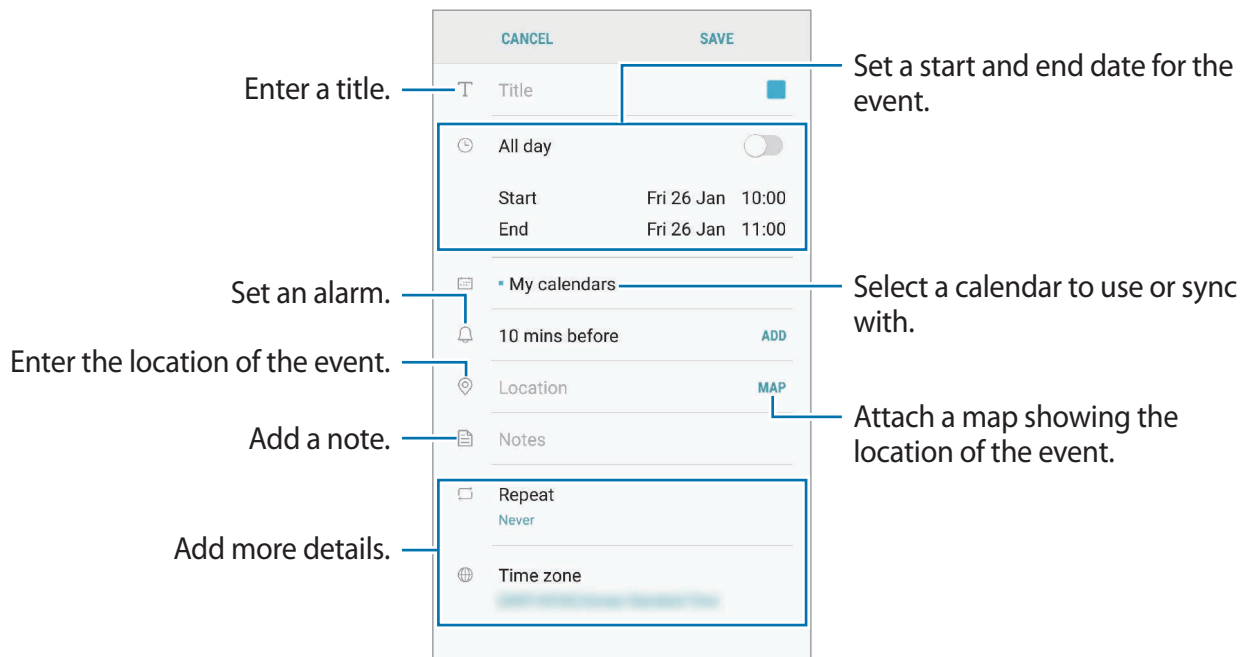 CANCEL SAVE
Enter a title.
Title
Set a start and end date for the
event.
All day
Start Fri 26 Jan 10:00
End Fri 26 Jan 11:00
Set an alarm.
My calendars
Select a calendar to use or sync
with.
10 mins before ADD
Enter the location of the event.
Location MAP
Attach a map showing the
location of the event.
Add a note.
Notes
Repeat
Never
Add more details.
Time zone